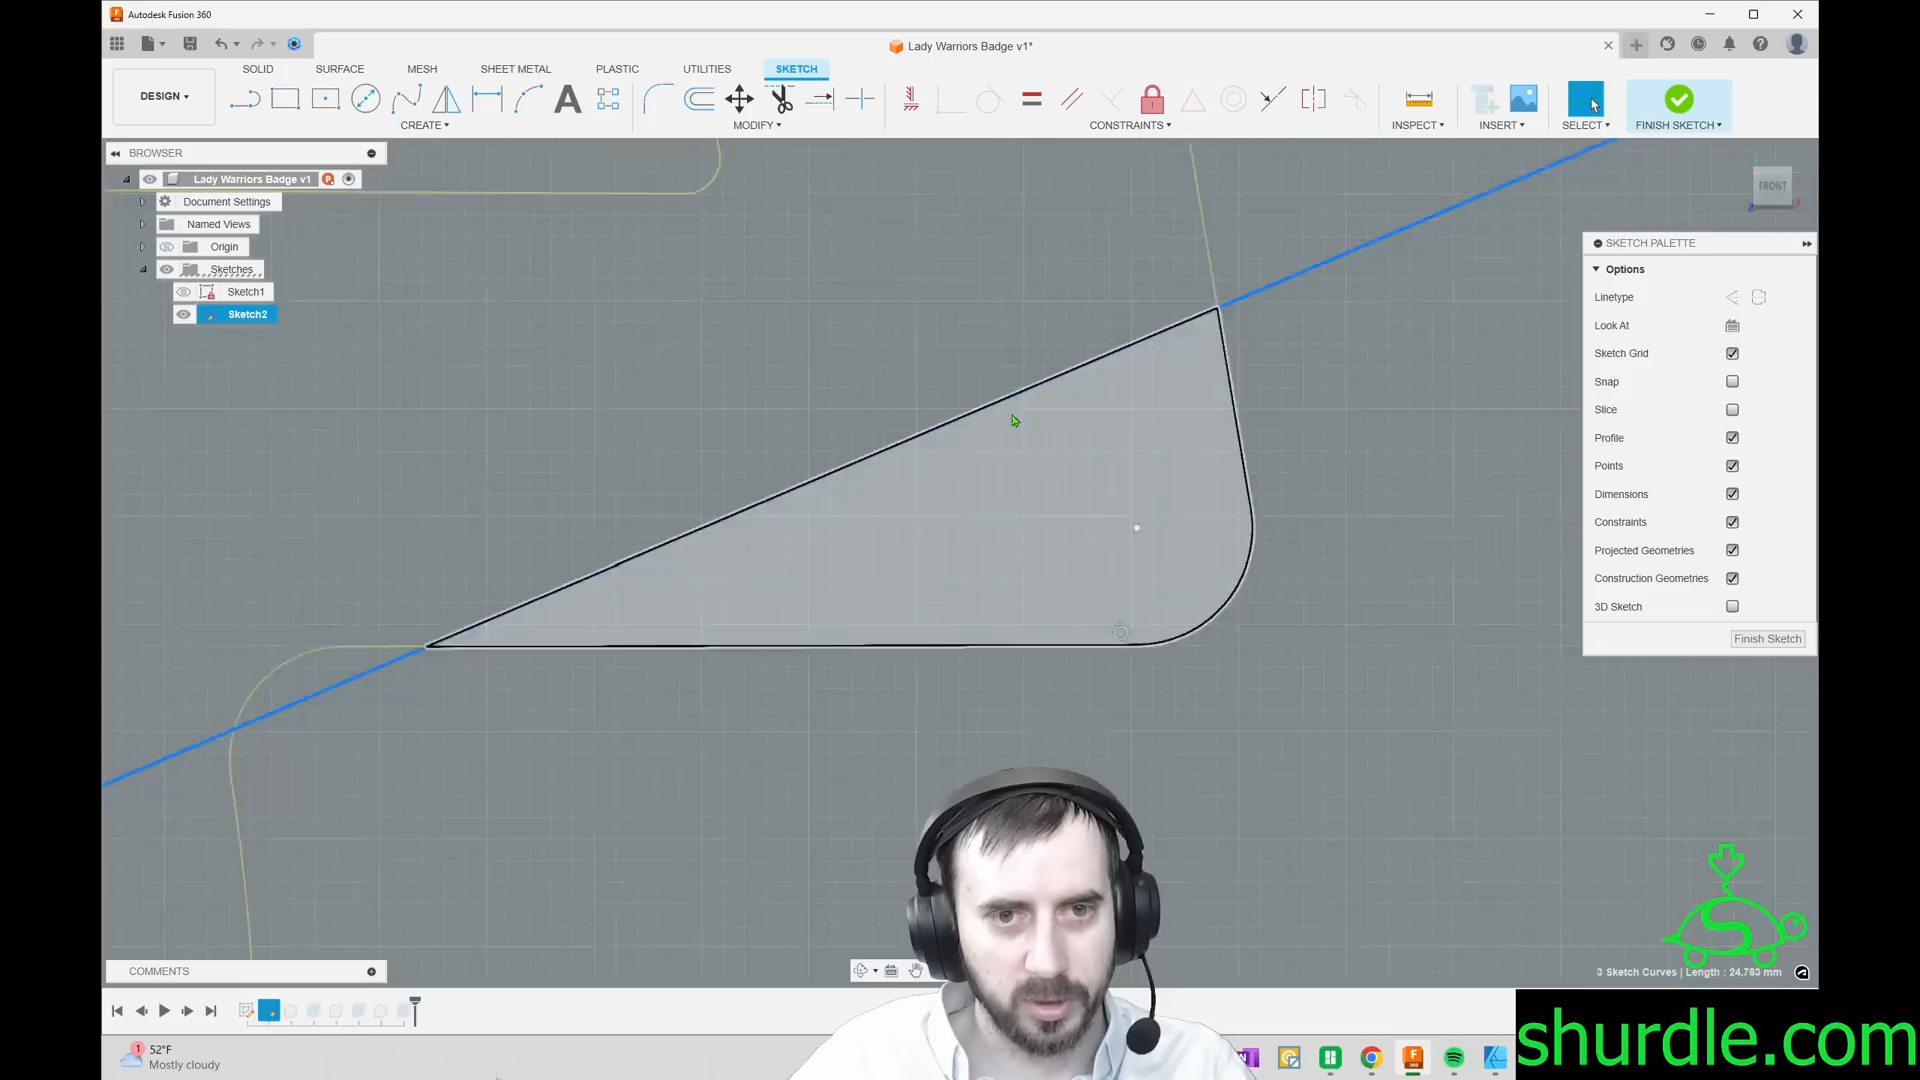 Autodesk Fusion 360
Lady Warriors Badge v1*
DESIGN
SOLID
SURFACE
MESH
SHEET METAL
PLASTIC
UTILITIES
SKETCH
CREATE
MODIFY
CONSTRAINTS
INSPECT
INSERT
SELECT
FINISH SKETCH
BROWSER
Lady Warriors Badge v1
Document Settings
Named Views
Origin
Sketches
Sketch1
Sketch2
FRONT
SKETCH PALETTE
Options
Linetype
Look At
Sketch Grid
Snap
Slice
Profile
Points
Dimensions
Constraints
Projected Geometries
Construction Geometries
3D Sketch
Finish Sketch
S
COMMENTS
3 Sketch Curves | Length : 24.783 mm
1
52°F
Mostly cloudy
shurdle.com